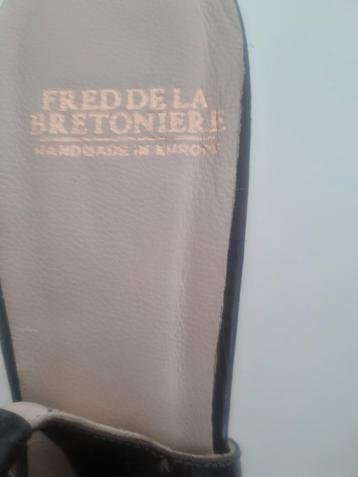 FRED DE LA
BRETONIERE
HANDMADE IN EUROPE